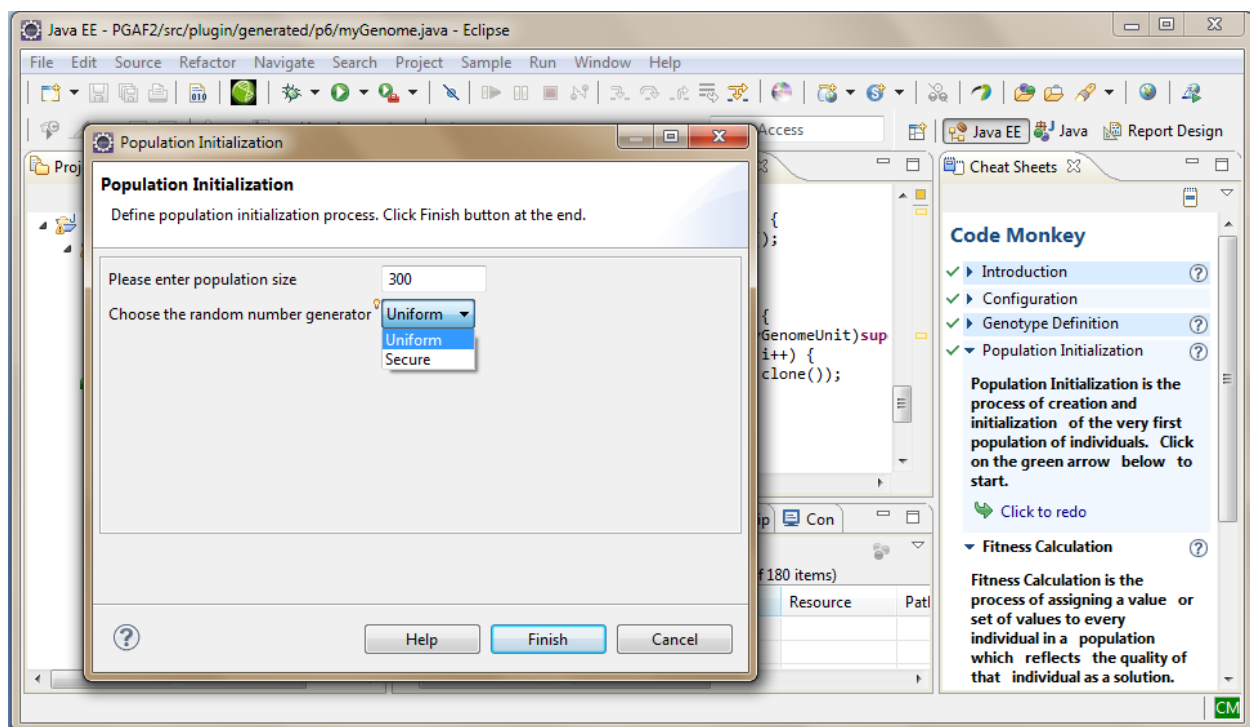 Java EE - PGAF2/src/plugin/generated/p6/myGenome.java - Eclipse
File Edit Source Refactor Navigate Search Project Sample Run Window Help
Access
Java EE
Java
Report Design
Population Initialization
Population Initialization
Define population initialization process. Click Finish button at the end.
Please enter population size
300
Choose the random number generator
Uniform
Uniform
Secure
Help
Finish
Cancel
Proj
{
);
{
GenomeUnit)sup
i++) {
clone());
ip
Con
f 180 items)
Resource
Patl
Cheat Sheets
Code Monkey
Introduction
Configuration
Genotype Definition
Population Initialization
Population Initialization is the
process of creation and
initialization of the very first
population of individuals. Click
on the green arrow below to
start.
Click to redo
Fitness Calculation
Fitness Calculation is the
process of assigning a value or
set of values to every
individual in a population
which reflects the quality of
that individual as a solution.
CM